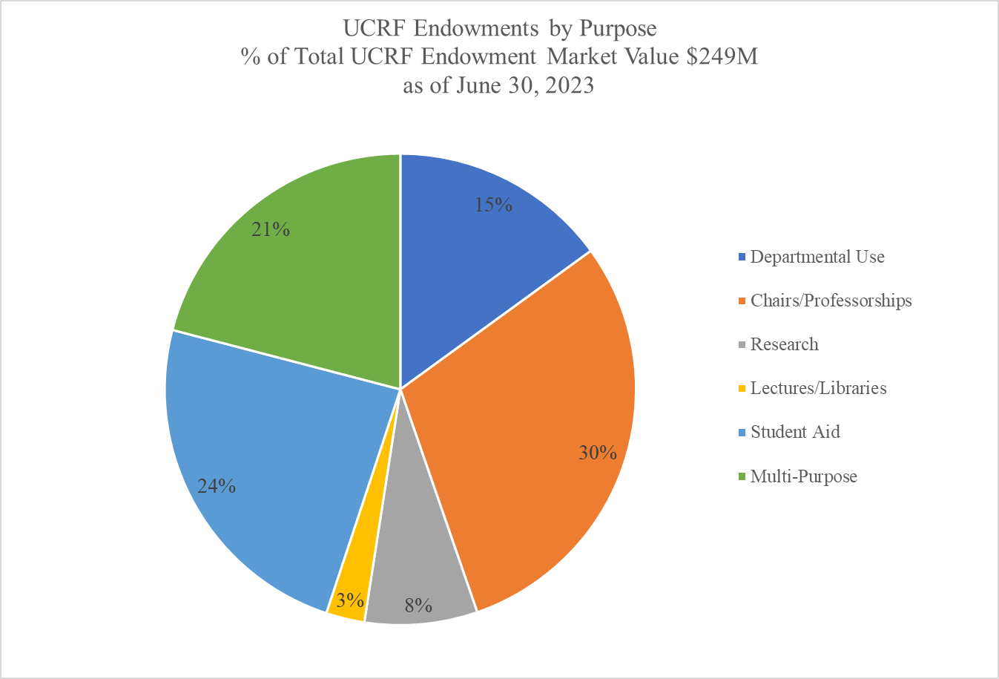 UCRF Endowments by Purpose
% of Total UCRF Endowment Market Value $249M
as of June 30, 2023
15%
21%
30%
24%
3%
8%
Departmental Use
Chairs/Professorships
Research
Lectures/Libraries
Student Aid
Multi-Purpose